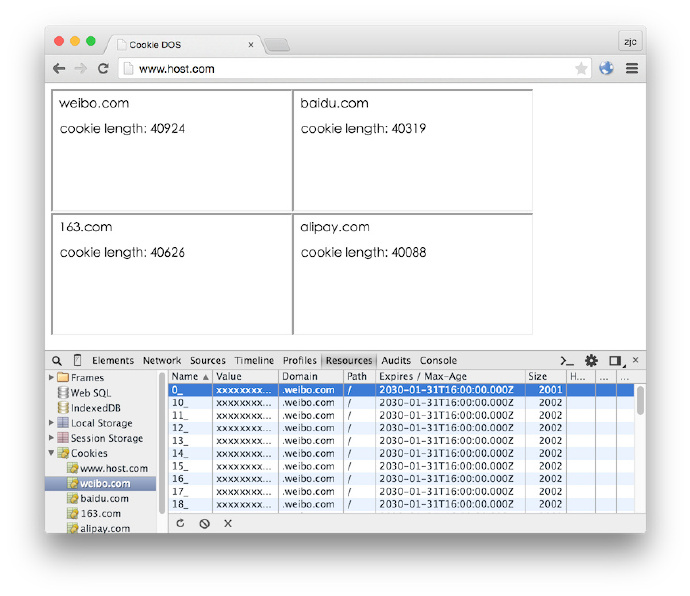 Cookie DOS
zjc
www.host.com
weibo.com
cookie length: 40924
baidu.com
cookie length: 40319
163.com
cookie length: 40626
alipay.com
cookie length: 40088
Elements Network Sources Timeline Profiles Resources Audits Console
Frames
Web SQL
IndexedDB
Local Storage
Session Storage
Cookies
www.host.com
weibo.com
baidu.com
163.com
alipay.com
Name Value Domain Path Expires / Max-Age Size H... ... ...
0_ xxxxxxxx... .weibo.com / 2030-01-31T16:00:00.000Z 2001
10_ xxxxxxxx... .weibo.com / 2030-01-31T16:00:00.000Z 2002
11_ xxxxxxxx... .weibo.com / 2030-01-31T16:00:00.000Z 2002
12_ xxxxxxxx... .weibo.com / 2030-01-31T16:00:00.000Z 2002
13_ xxxxxxxx... .weibo.com / 2030-01-31T16:00:00.000Z 2002
14_ xxxxxxxx... .weibo.com / 2030-01-31T16:00:00.000Z 2002
15_ xxxxxxxx... .weibo.com / 2030-01-31T16:00:00.000Z 2002
16_ xxxxxxxx... .weibo.com / 2030-01-31T16:00:00.000Z 2002
17_ xxxxxxxx... .weibo.com / 2030-01-31T16:00:00.000Z 2002
18_ xxxxxxxx... .weibo.com / 2030-01-31T16:00:00.000Z 2002